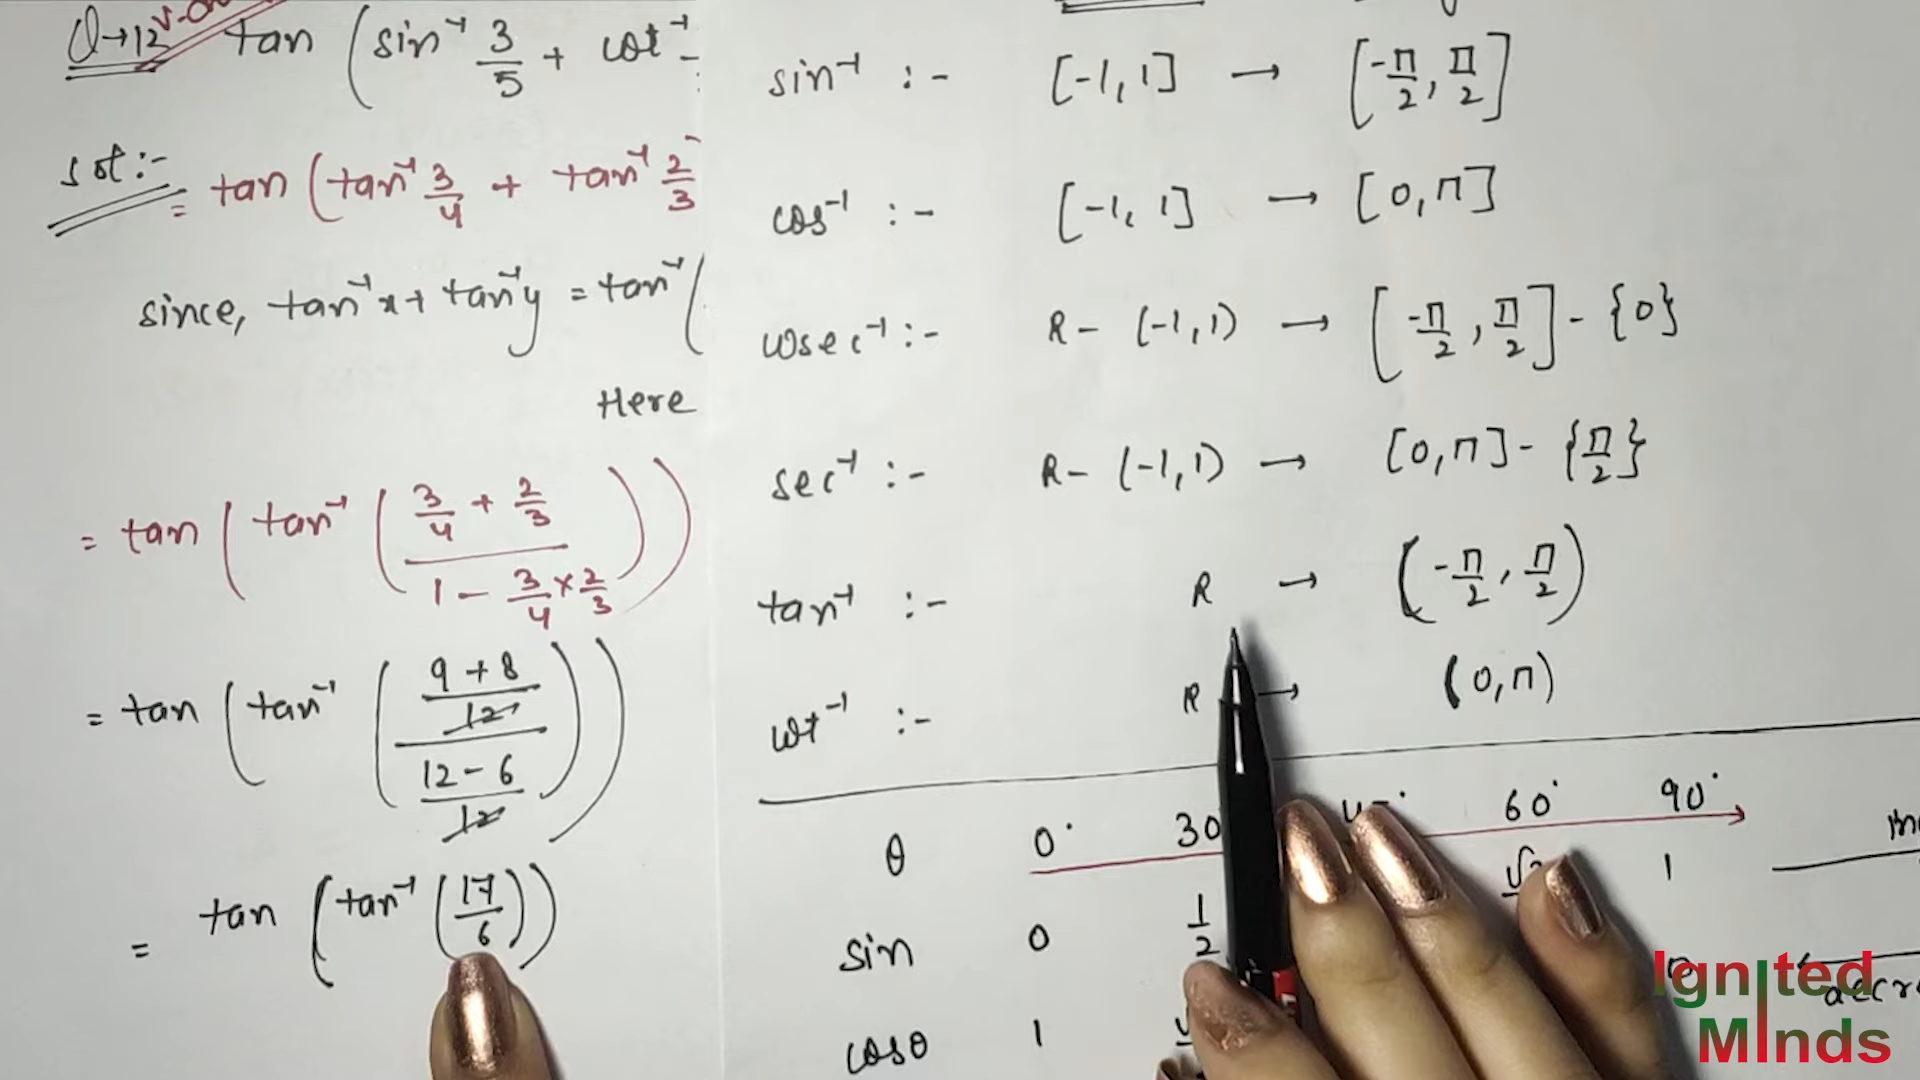 Q→12 tan (sin⁻¹ 3/5 + cot⁻¹
sol:- = tan (tan⁻¹ 3/4 + tan⁻¹ 2/3
since, tan⁻¹x + tan⁻¹y = tan⁻¹(
Here
= tan ( tan⁻¹ ( (3/4 + 2/3) / (1 - 3/4 × 2/3) ) )
= tan ( tan⁻¹ ( ((9 + 8)/12) / ((12 - 6)/12) ) )
= tan ( tan⁻¹ ( 17/6 ) )
sin⁻¹ :- [-1, 1] → [-π/2, π/2]
cos⁻¹ :- [-1, 1] → [0, π]
cosec⁻¹ :- R - (-1, 1) → [-π/2, π/2] - {0}
sec⁻¹ :- R - (-1, 1) → [0, π] - {π/2}
tan⁻¹ :- R → (-π/2, π/2)
cot⁻¹ :- R → (0, π)
θ 0° 30 60° 90°
sin 0 1/2 1
cosθ 1
Ignited
Minds